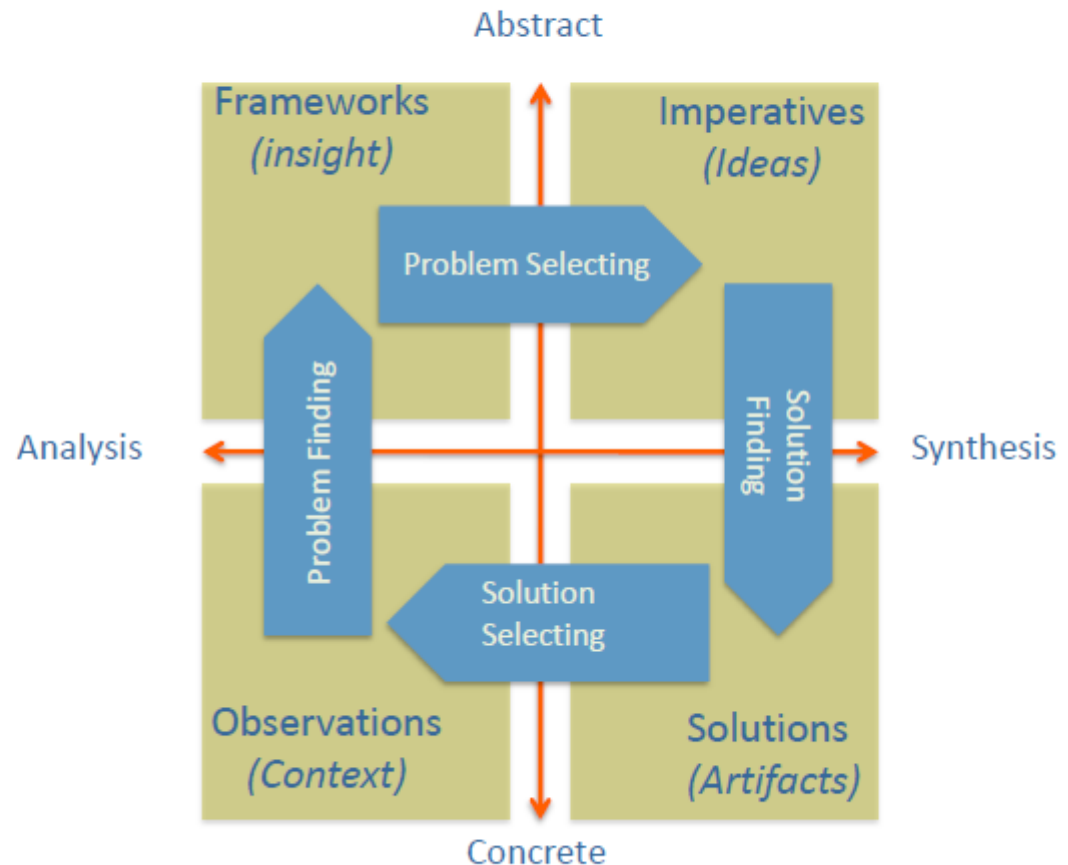 Abstract
Frameworks
(insight)
Imperatives
(Ideas)
Problem Selecting
Problem Finding
Solution
Finding
Analysis
Synthesis
Solution
Selecting
Observations
(Context)
Solutions
(Artifacts)
Concrete